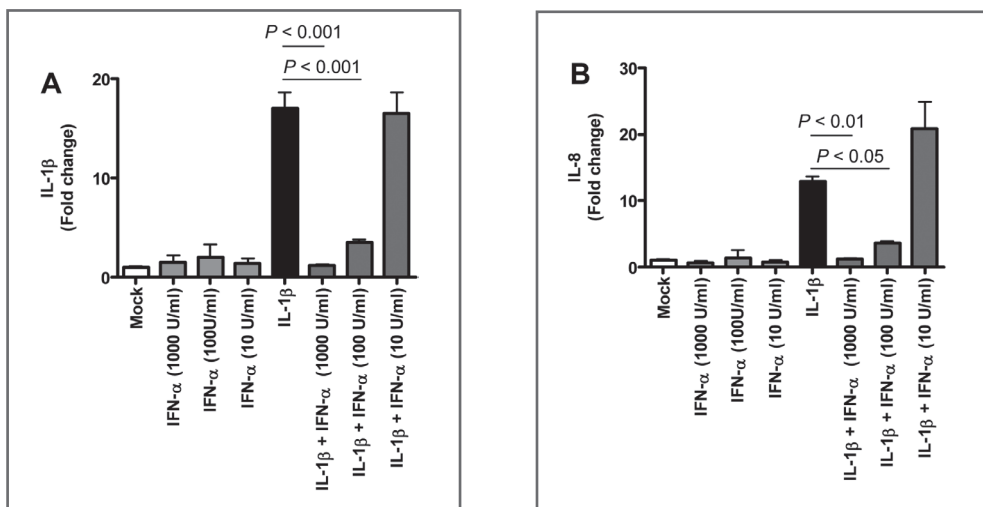 A
P < 0.001
P < 0.001
20
10
0
IL-1β
(Fold change)
Mock
IFN-α (1000 U/ml)
IFN-α (100U/ml)
IFN-α (10 U/ml)
IL-1β
IL-1β + IFN-α (1000 U/ml)
IL-1β + IFN-α (100 U/ml)
IL-1β + IFN-α (10 U/ml)
B
P < 0.01
P < 0.05
30
20
10
0
IL-8
(Fold change)
Mock
IFN-α (1000 U/ml)
IFN-α (100U/ml)
IFN-α (10 U/ml)
IL-1β
IL-1β + IFN-α (1000 U/ml)
IL-1β + IFN-α (100 U/ml)
IL-1β + IFN-α (10 U/ml)